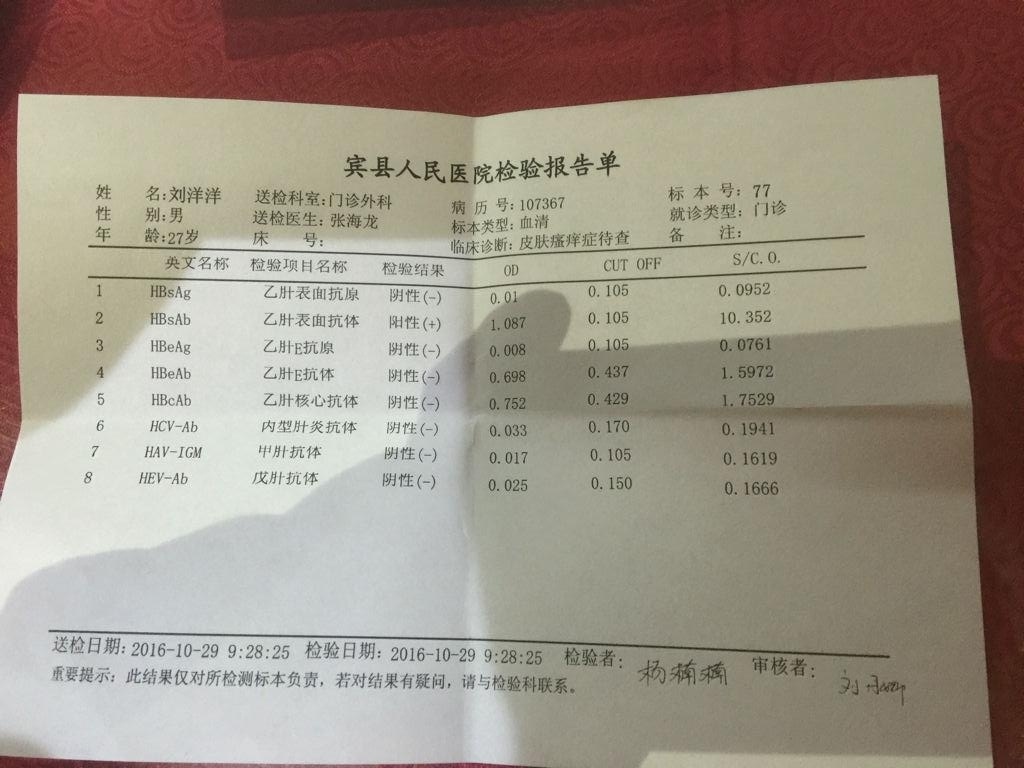 宾县人民医院检验报告单
姓 名:刘洋洋 送检科室:门诊外科 病 历 号:107367 标 本 号: 77
性 别:男 送检医生: 张海龙 标本类型: 血清 就诊类型: 门诊
年 龄:27岁 床 号: 临床诊断: 皮肤瘙痒症待查 备 注:
英文名称 检验项目名称 检验结果 OD CUT OFF S/C.O.
1 HBsAg 乙肝表面抗原 阴性(-) 0.01 0.105 0.0952
2 HBsAb 乙肝表面抗体 阳性(+) 1.087 0.105 10.352
3 HBeAg 乙肝E抗原 阴性(-) 0.008 0.105 0.0761
4 HBeAb 乙肝E抗体 阴性(-) 0.698 0.437 1.5972
5 HBcAb 乙肝核心抗体 阴性(-) 0.752 0.429 1.7529
6 HCV-Ab 丙型肝炎抗体 阴性(-) 0.033 0.170 0.1941
7 HAV-IGM 甲肝抗体 阴性(-) 0.017 0.105 0.1619
8 HEV-Ab 戊肝抗体 阴性(-) 0.025 0.150 0.1666
送检日期: 2016-10-29 9:28:25 检验日期: 2016-10-29 9:28:25 检验者: 杨楠楠 审核者:
重要提示: 此结果仅对所检测标本负责，若对结果有疑问，请与检验科联系。